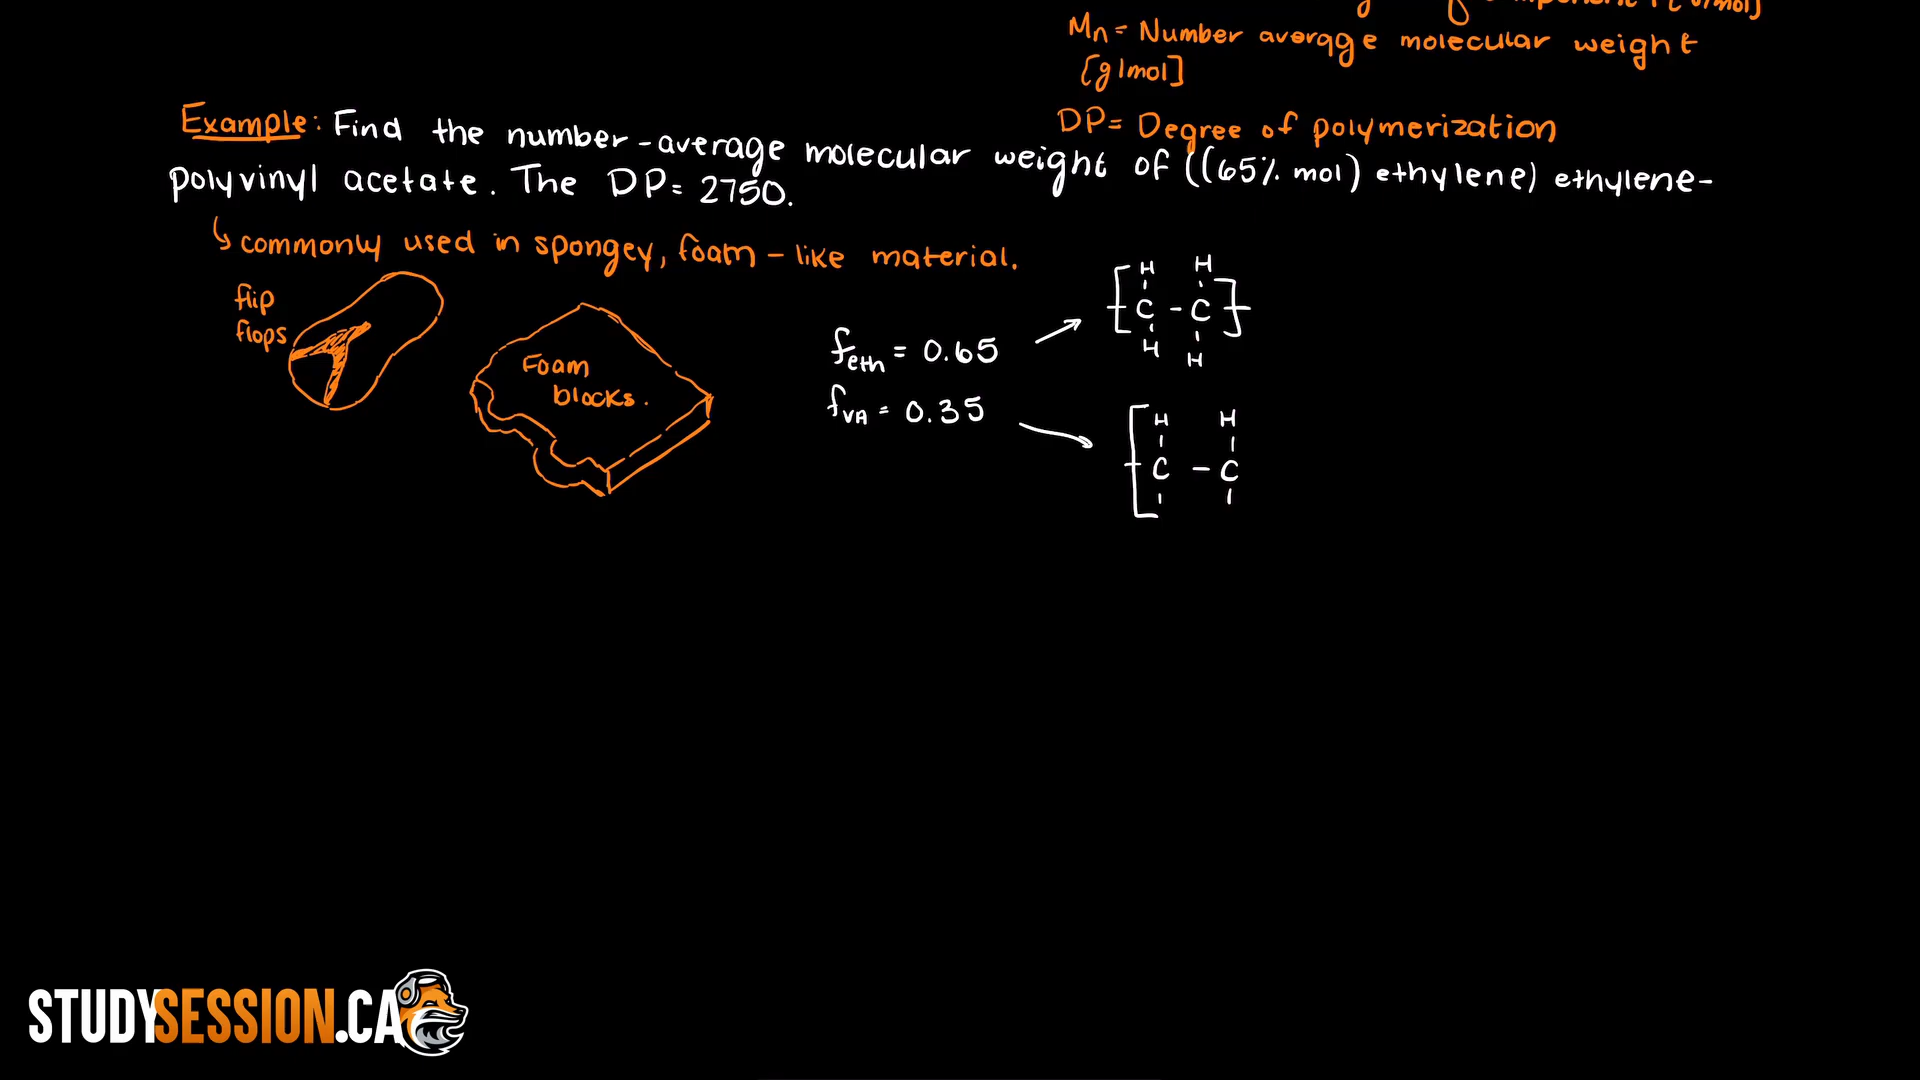 Mn = Number average molecular weight
[g/mol]
DP = Degree of polymerization
Example: Find the number-average molecular weight of ((65% mol) ethylene) ethylene-
polyvinyl acetate. The DP = 2750.
↳ commonly used in spongey, foam-like material.
flip
flops
Foam
blocks.
feth = 0.65
fVA = 0.35
H H
C - C
H H
H H
C - C
STUDYSESSION.CA